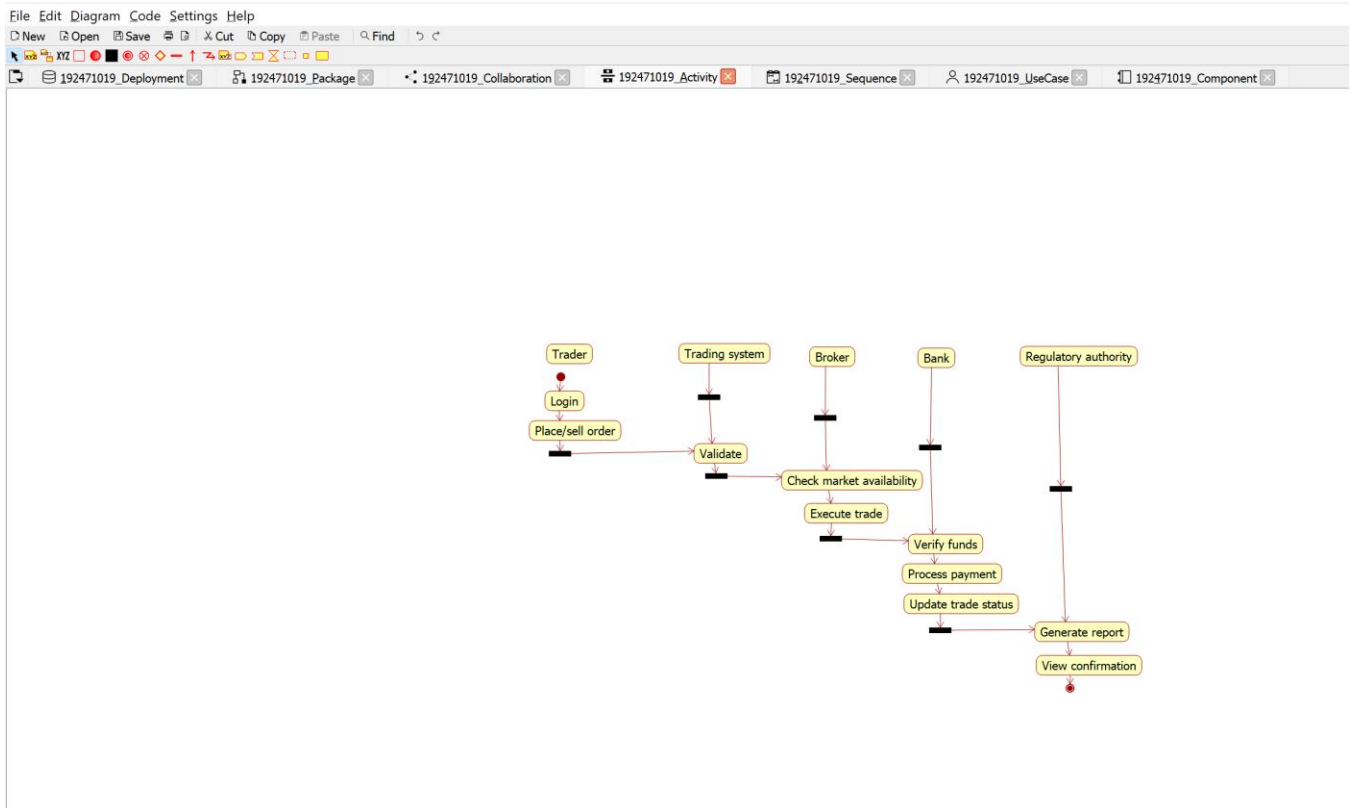 File Edit Diagram Code Settings Help
New Open Save Cut Copy Paste Find
XYZ
192471019_Deployment 192471019_Package 192471019_Collaboration 192471019_Activity 192471019_Sequence 192471019_UseCase 192471019_Component
Trader Trading system Broker Bank Regulatory authority
Login
Place/sell order
Validate
Check market availability
Execute trade
Verify funds
Process payment
Update trade status
Generate report
View confirmation